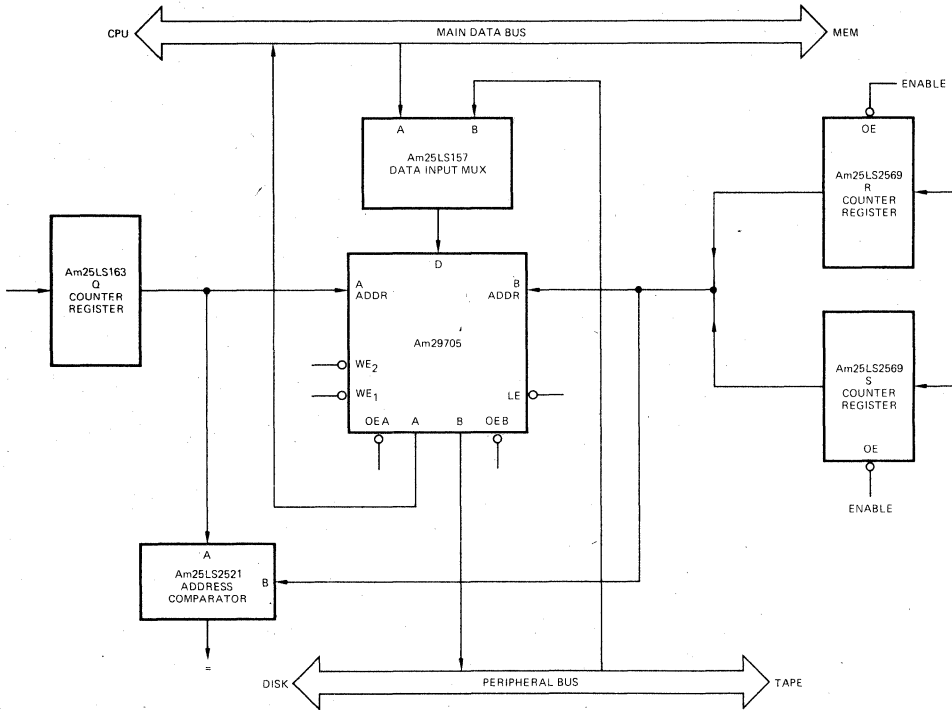 CPU
MAIN DATA BUS
MEM
ENABLE
A
B
Am25LS157
DATA INPUT MUX
OE
Am25LS2569
R
COUNTER
REGISTER
Am25LS163
Q
COUNTER
REGISTER
D
A
ADDR
B
ADDR
Am29705
WE2
WE1
LE
OEA
A
B
OEB
Am25LS2569
S
COUNTER
REGISTER
OE
ENABLE
A
Am25LS2521
ADDRESS
COMPARATOR
B
=
DISK
PERIPHERAL BUS
TAPE